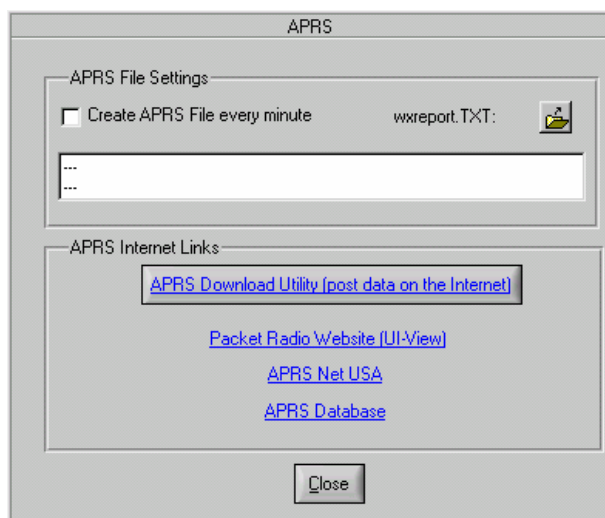 APRS
APRS File Settings
Create APRS File every minute wxreport.TXT:
---
---
APRS Internet Links
APRS Download Utility (post data on the Internet)
Packet Radio Website (UI-View)
APRS Net USA
APRS Database
Close